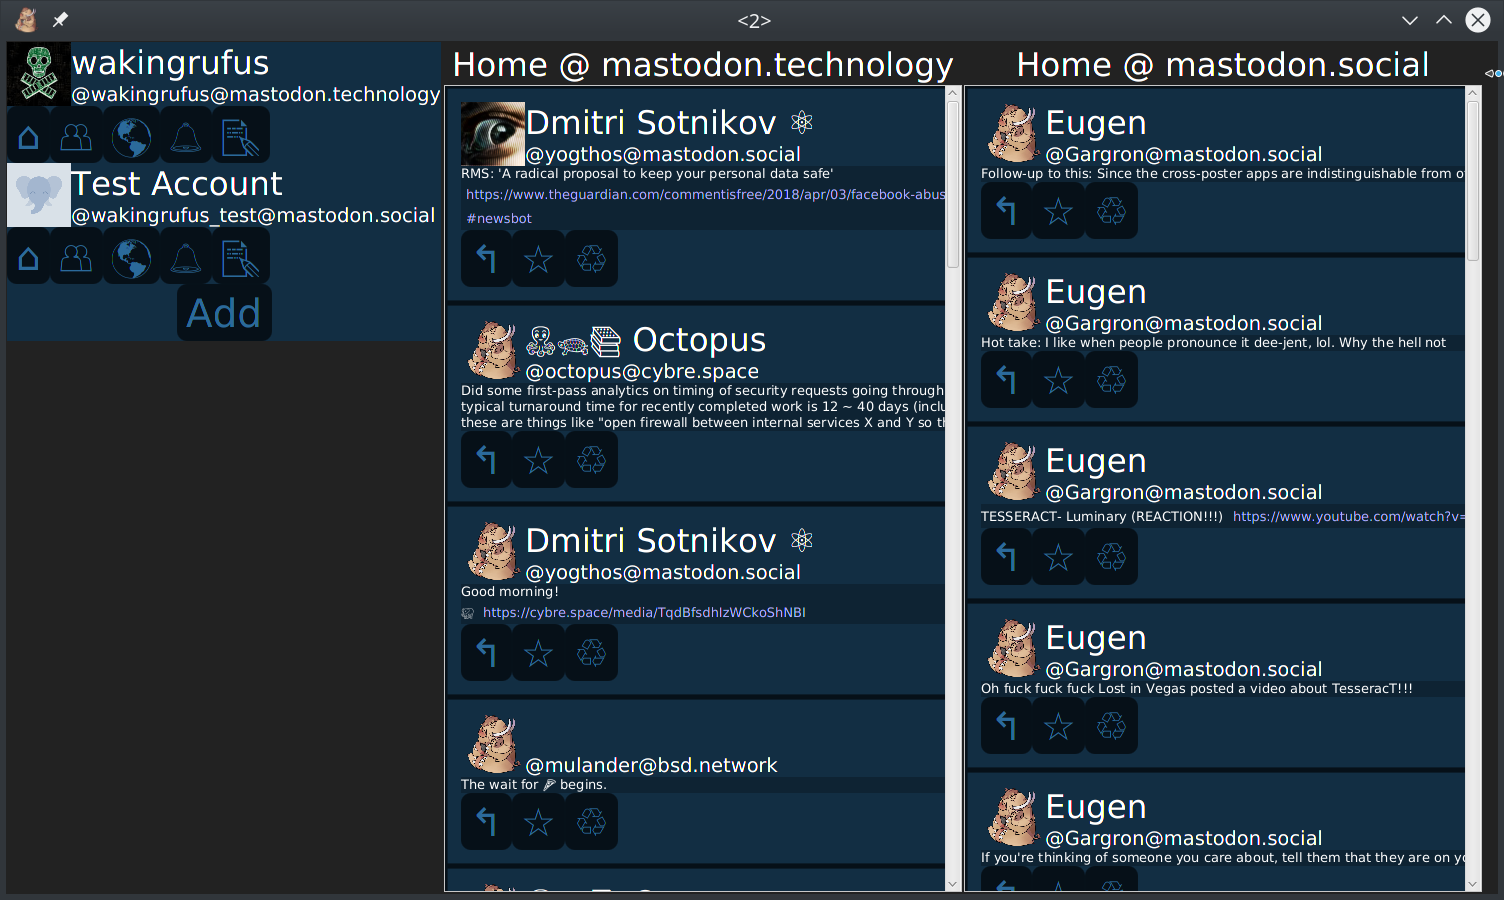 <2>
wakingrufus
@wakingrufus@mastodon.technology
Test Account
@wakingrufus_test@mastodon.social
Add
Home @ mastodon.technology
Dmitri Sotnikov ⚛
@yogthos@mastodon.social
RMS: 'A radical proposal to keep your personal data safe'
https://www.theguardian.com/commentisfree/2018/apr/03/facebook-abus
#newsbot
🐙🐢📚 Octopus
@octopus@cybre.space
Did some first-pass analytics on timing of security requests going through
typical turnaround time for recently completed work is 12 ~ 40 days (inclu
these are things like "open firewall between internal services X and Y so th
Dmitri Sotnikov ⚛
@yogthos@mastodon.social
Good morning!
https://cybre.space/media/TqdBfsdhIzWCkoShNBI
@mulander@bsd.network
The wait for 🍕 begins.
Home @ mastodon.social
Eugen
@Gargron@mastodon.social
Follow-up to this: Since the cross-poster apps are indistinguishable from o
Eugen
@Gargron@mastodon.social
Hot take: I like when people pronounce it dee-jent, lol. Why the hell not
Eugen
@Gargron@mastodon.social
TESSERACT- Luminary (REACTION!!!) https://www.youtube.com/watch?v=
Eugen
@Gargron@mastodon.social
Oh fuck fuck fuck Lost in Vegas posted a video about TesseracT!!!
Eugen
@Gargron@mastodon.social
If you're thinking of someone you care about, tell them that they are on yo